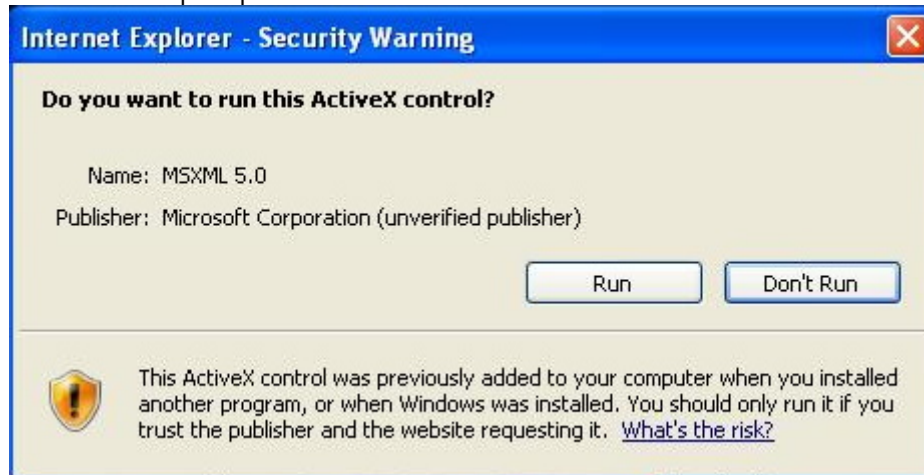 Internet Explorer - Security Warning
Do you want to run this ActiveX control?
Name: MSXML 5.0
Publisher: Microsoft Corporation (unverified publisher)
Run Don't Run
This ActiveX control was previously added to your computer when you installed
another program, or when Windows was installed. You should only run it if you
trust the publisher and the website requesting it. What's the risk?